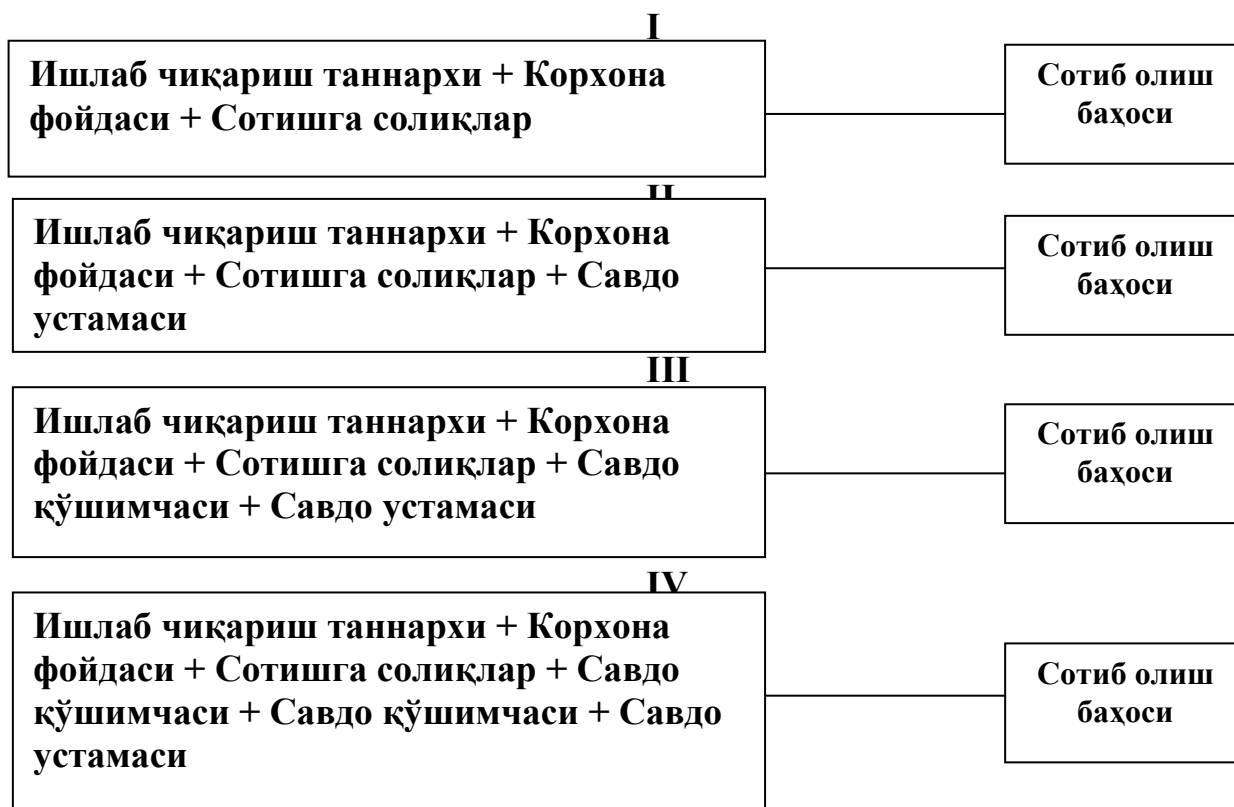 I
Ишлаб чиқариш таннархи + Корхона
фойдаси + Сотишга солиқлар
Сотиб олиш
баҳоси
II
Ишлаб чиқариш таннархи + Корхона
фойдаси + Сотишга солиқлар + Савдо
устамаси
Сотиб олиш
баҳоси
III
Ишлаб чиқариш таннархи + Корхона
фойдаси + Сотишга солиқлар + Савдо
қўшимчаси + Савдо устамаси
Сотиб олиш
баҳоси
IV
Ишлаб чиқариш таннархи + Корхона
фойдаси + Сотишга солиқлар + Савдо
қўшимчаси + Савдо қўшимчаси + Савдо
устамаси
Сотиб олиш
баҳоси